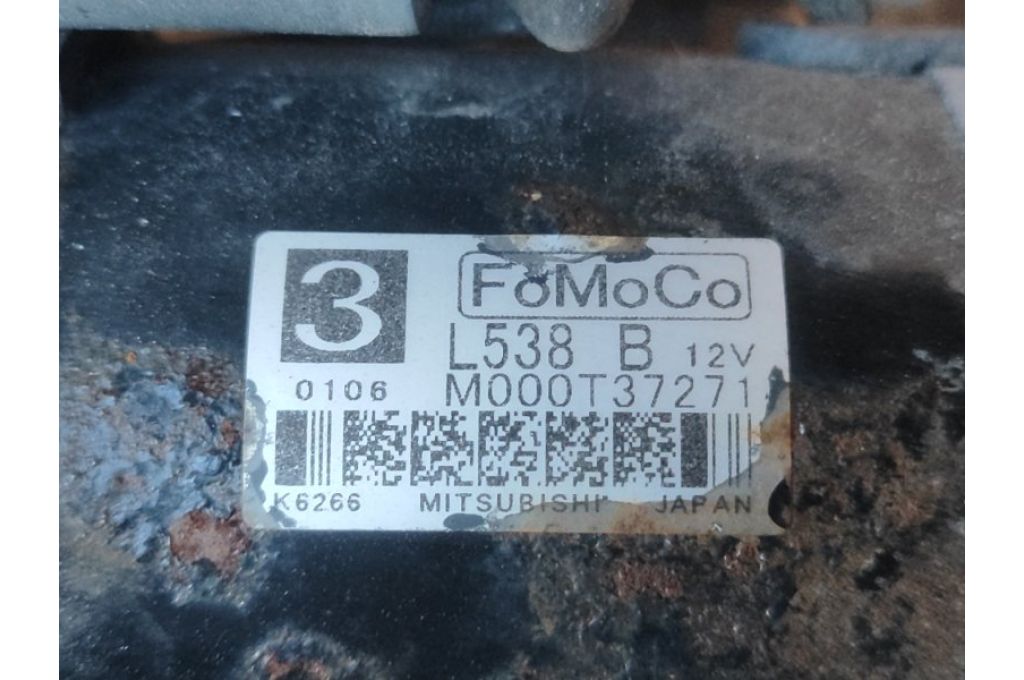 3
FoMoCo
L538 B 12V
0106 M000T37271
K6266 MITSUBISHI JAPAN